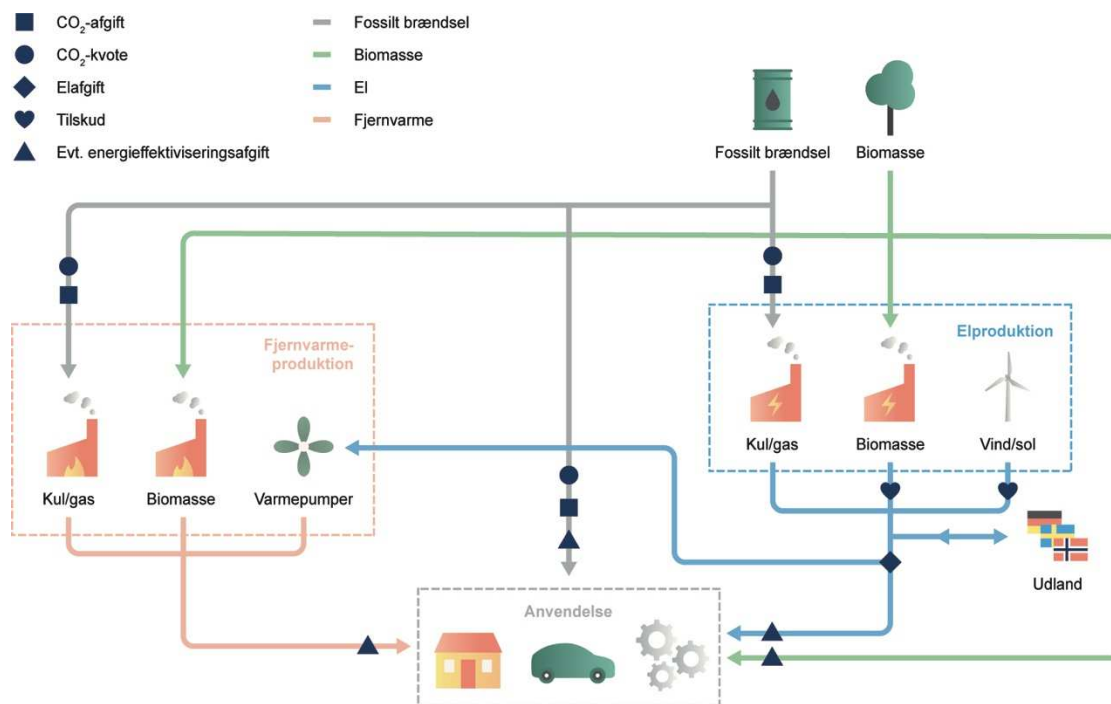 CO₂-afgift
CO₂-kvote
Elafgift
Tilskud
Evt. energieffektiviseringsafgift
Fossilt brændsel
Biomasse
El
Fjernvarme
Fossilt brændsel
Biomasse
Fjernvarme-
produktion
Kul/gas
Biomasse
Varmepumper
Elproduktion
Kul/gas
Biomasse
Vind/sol
Udland
Anvendelse